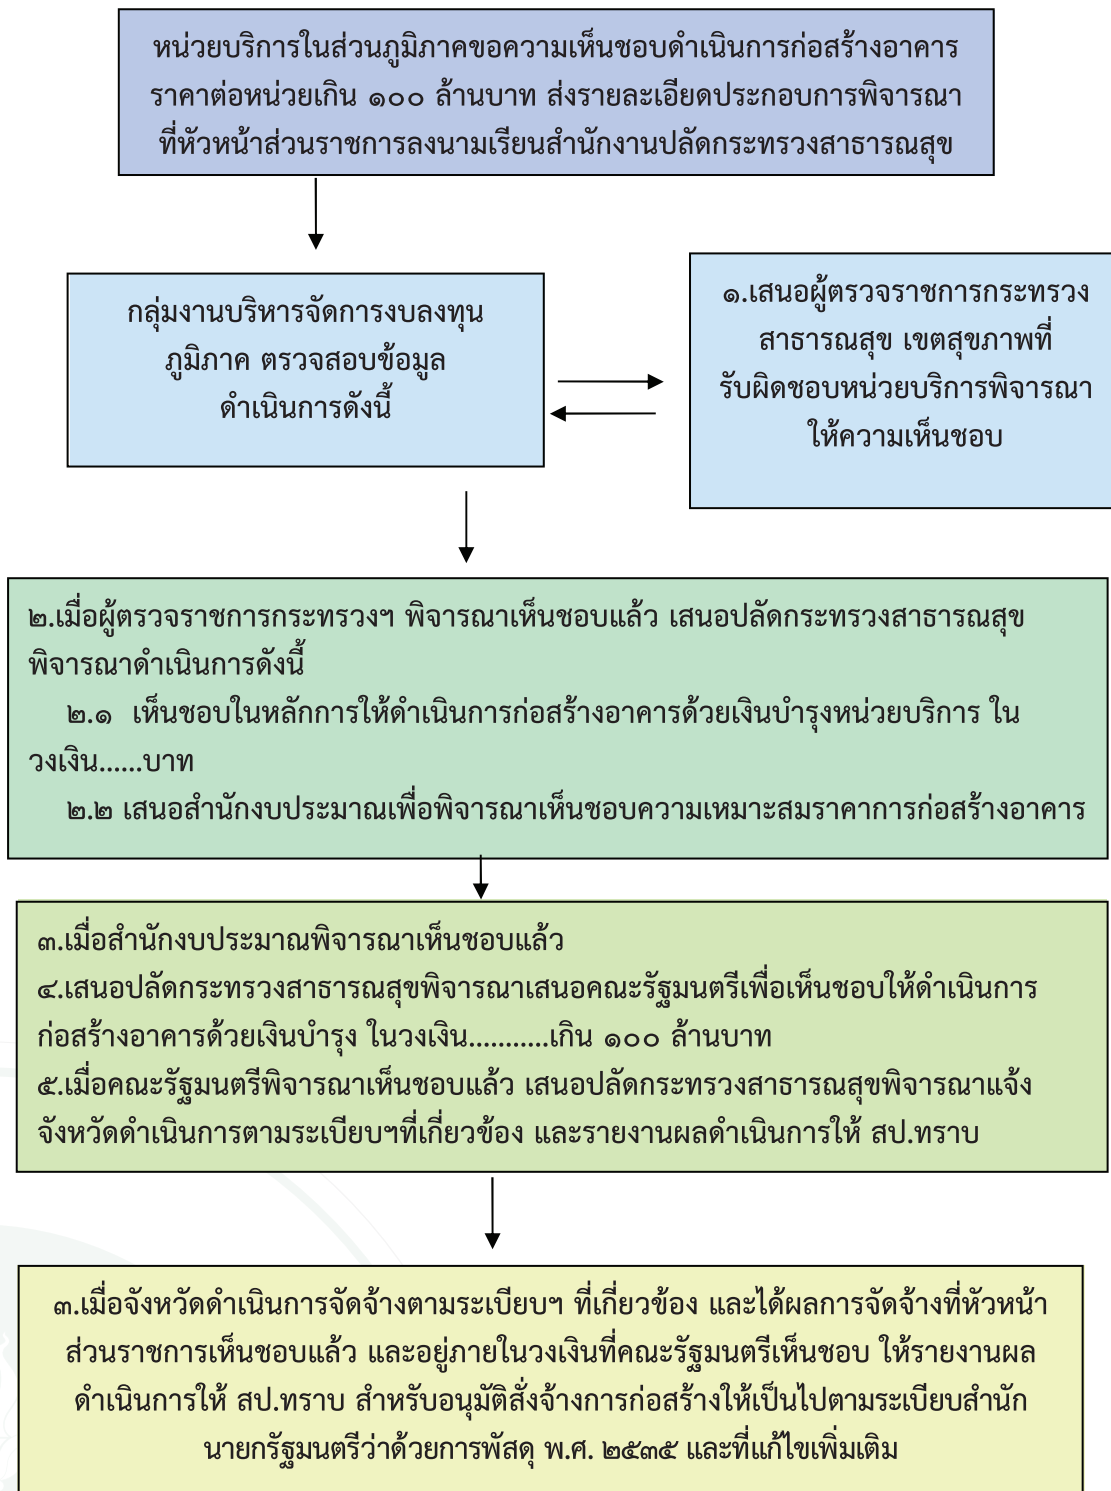 หน่วยบริการในส่วนภูมิภาคขอความเห็นชอบดำเนินการก่อสร้างอาคาร
ราคาต่อหน่วยเกิน ๑๐๐ ล้านบาท ส่งรายละเอียดประกอบการพิจารณา
ที่หัวหน้าส่วนราชการลงนามเรียนสำนักงานปลัดกระทรวงสาธารณสุข
กลุ่มงานบริหารจัดการงบลงทุน
ภูมิภาค ตรวจสอบข้อมูล
ดำเนินการดังนี้
๑.เสนอผู้ตรวจราชการกระทรวง
สาธารณสุข เขตสุขภาพที่
รับผิดชอบหน่วยบริการพิจารณา
ให้ความเห็นชอบ
๒.เมื่อผู้ตรวจราชการกระทรวงฯ พิจารณาเห็นชอบแล้ว เสนอปลัดกระทรวงสาธารณสุข
พิจารณาดำเนินการดังนี้
๒.๑ เห็นชอบในหลักการให้ดำเนินการก่อสร้างอาคารด้วยเงินบำรุงหน่วยบริการ ใน
วงเงิน......บาท
๒.๒ เสนอสำนักงบประมาณเพื่อพิจารณาเห็นชอบความเหมาะสมราคาการก่อสร้างอาคาร
๓.เมื่อสำนักงบประมาณพิจารณาเห็นชอบแล้ว
๔.เสนอปลัดกระทรวงสาธารณสุขพิจารณาเสนอคณะรัฐมนตรีเพื่อเห็นชอบให้ดำเนินการ
ก่อสร้างอาคารด้วยเงินบำรุง ในวงเงิน...........เกิน ๑๐๐ ล้านบาท
๕.เมื่อคณะรัฐมนตรีพิจารณาเห็นชอบแล้ว เสนอปลัดกระทรวงสาธารณสุขพิจารณาแจ้ง
จังหวัดดำเนินการตามระเบียบฯที่เกี่ยวข้อง และรายงานผลดำเนินการให้ สป.ทราบ
๓.เมื่อจังหวัดดำเนินการจัดจ้างตามระเบียบฯ ที่เกี่ยวข้อง และได้ผลการจัดจ้างที่หัวหน้า
ส่วนราชการเห็นชอบแล้ว และอยู่ภายในวงเงินที่คณะรัฐมนตรีเห็นชอบ ให้รายงานผล
ดำเนินการให้ สป.ทราบ สำหรับอนุมัติสั่งจ้างการก่อสร้างให้เป็นไปตามระเบียบสำนัก
นายกรัฐมนตรีว่าด้วยการพัสดุ พ.ศ. ๒๕๓๕ และที่แก้ไขเพิ่มเติม